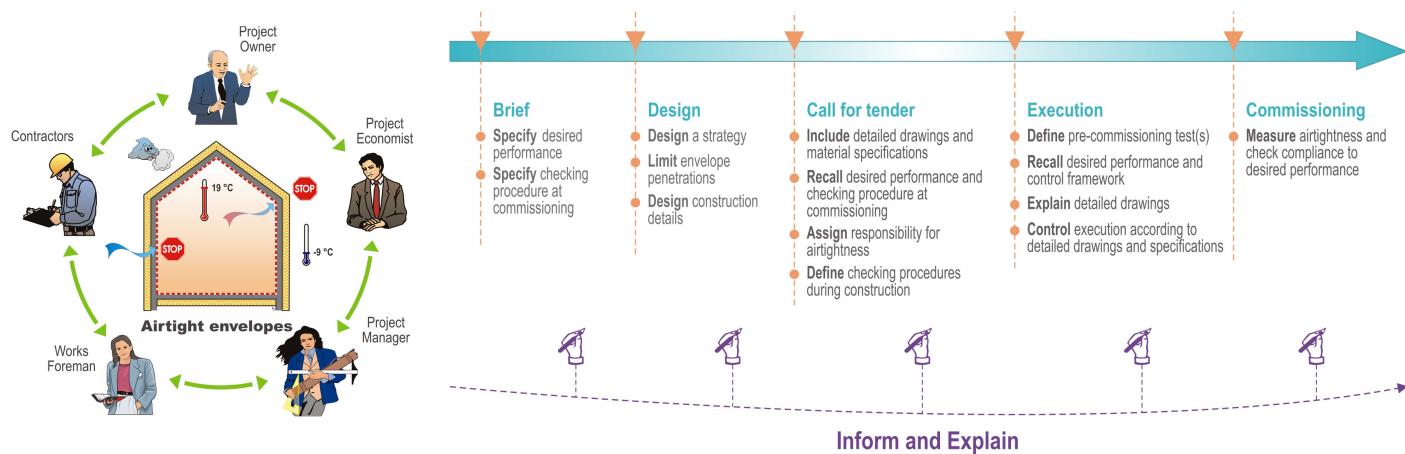 Project
Owner
Contractors
Project
Economist
19 °C
STOP
-9 °C
STOP
Airtight envelopes
Works
Foreman
Project
Manager
Brief
Specify desired
performance
Specify checking
procedure at
commissioning
Design
Design a strategy
Limit envelope
penetrations
Design construction
details
Call for tender
Include detailed drawings and
material specifications
Recall desired performance and
checking procedure at
commissioning
Assign responsibility for
airtightness
Define checking procedures
during construction
Execution
Define pre-commissioning test(s)
Recall desired performance and
control framework
Explain detailed drawings
Control execution according to
detailed drawings and specifications
Commissioning
Measure airtightness and
check compliance to
desired performance
Inform and Explain